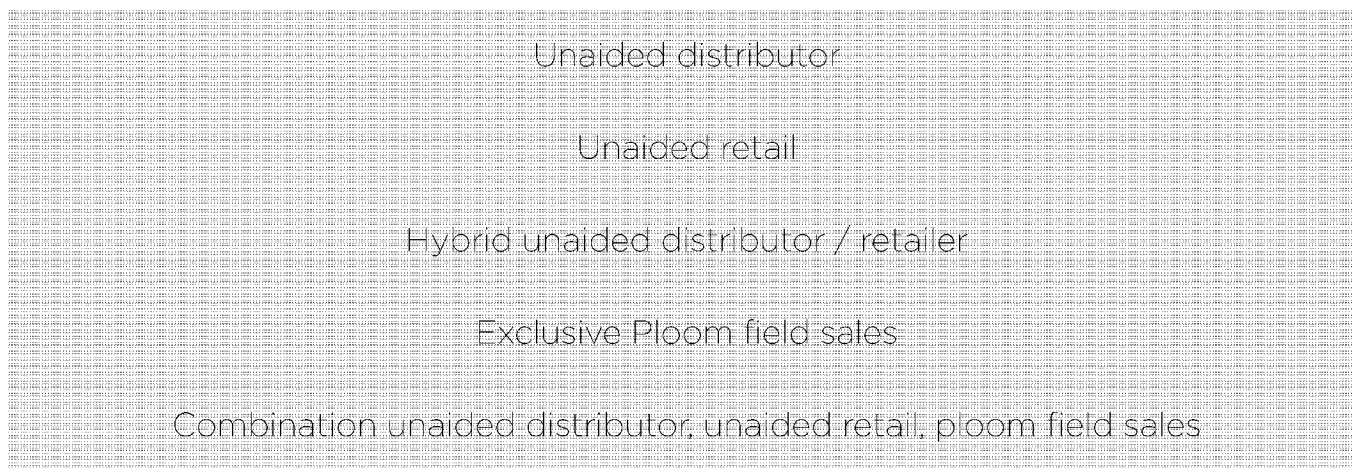 Unaided distributor
Unaided retail
Hybrid unaided distributor / retailer
Exclusive Ploom field sales
Combination unaided distributor, unaided retail, ploom field sales